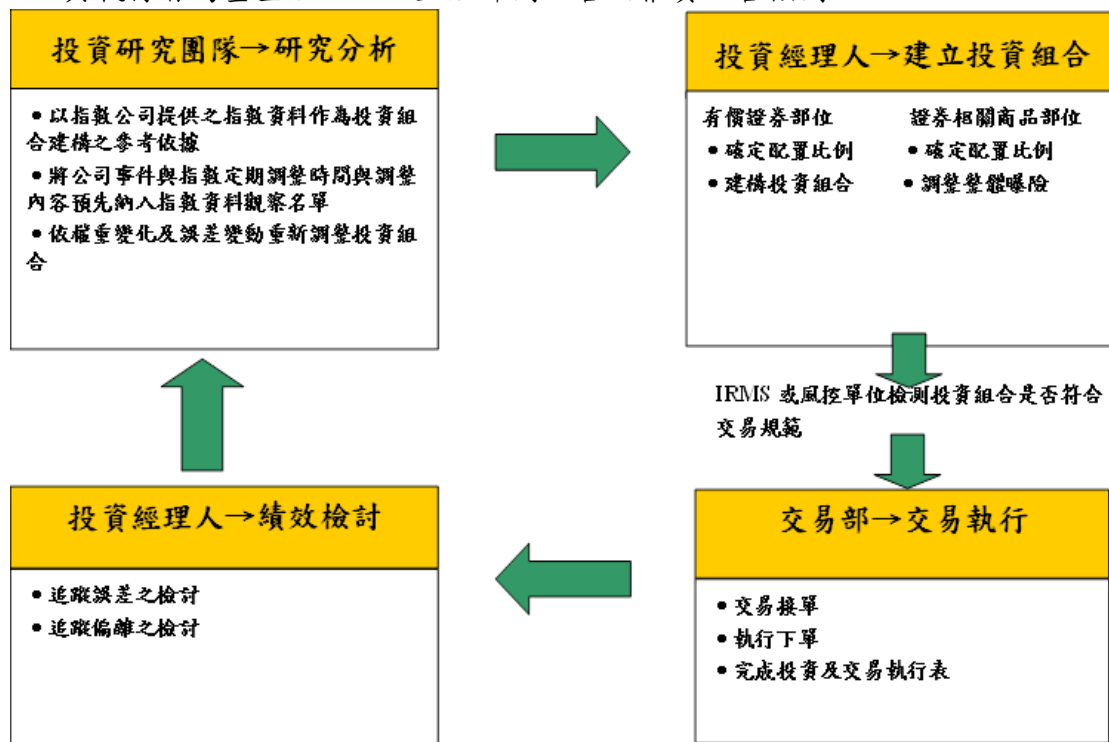 投資研究團隊→研究分析
• 以指數公司提供之指數資料作為投資組
合建構之參考依據
• 將公司事件與指數定期調整時間與調整
內容預先納入指數資料觀察名單
• 依權重變化及誤差變動重新調整投資組
合
投資經理人→建立投資組合
有價證券部位 證券相關商品部位
• 確定配置比例 • 確定配置比例
• 建構投資組合 • 調整整體曝險
IRMS 或風控單位檢測投資組合是否符合
交易規範
交易部→交易執行
• 交易接單
• 執行下單
• 完成投資及交易執行表
投資經理人→績效檢討
• 追蹤誤差之檢討
• 追蹤偏離之檢討